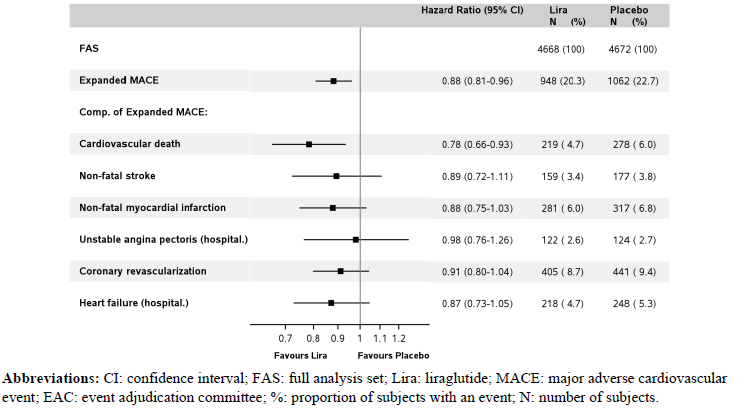 Hazard Ratio (95% CI) Lira Placebo
N (%) N (%)
FAS 4668 (100) 4672 (100)
Expanded MACE 0.88 (0.81-0.96) 948 (20.3) 1062 (22.7)
Comp. of Expanded MACE:
Cardiovascular death 0.78 (0.66-0.93) 219 ( 4.7) 278 ( 6.0)
Non-fatal stroke 0.89 (0.72-1.11) 159 ( 3.4) 177 ( 3.8)
Non-fatal myocardial infarction 0.88 (0.75-1.03) 281 ( 6.0) 317 ( 6.8)
Unstable angina pectoris (hospital.) 0.98 (0.76-1.26) 122 ( 2.6) 124 ( 2.7)
Coronary revascularization 0.91 (0.80-1.04) 405 ( 8.7) 441 ( 9.4)
Heart failure (hospital.) 0.87 (0.73-1.05) 218 ( 4.7) 248 ( 5.3)
0.7 0.8 0.9 1 1.1 1.2
Favours Lira Favours Placebo
Abbreviations: CI: confidence interval; FAS: full analysis set; Lira: liraglutide; MACE: major adverse cardiovascular
event; EAC: event adjudication committee; %: proportion of subjects with an event; N: number of subjects.